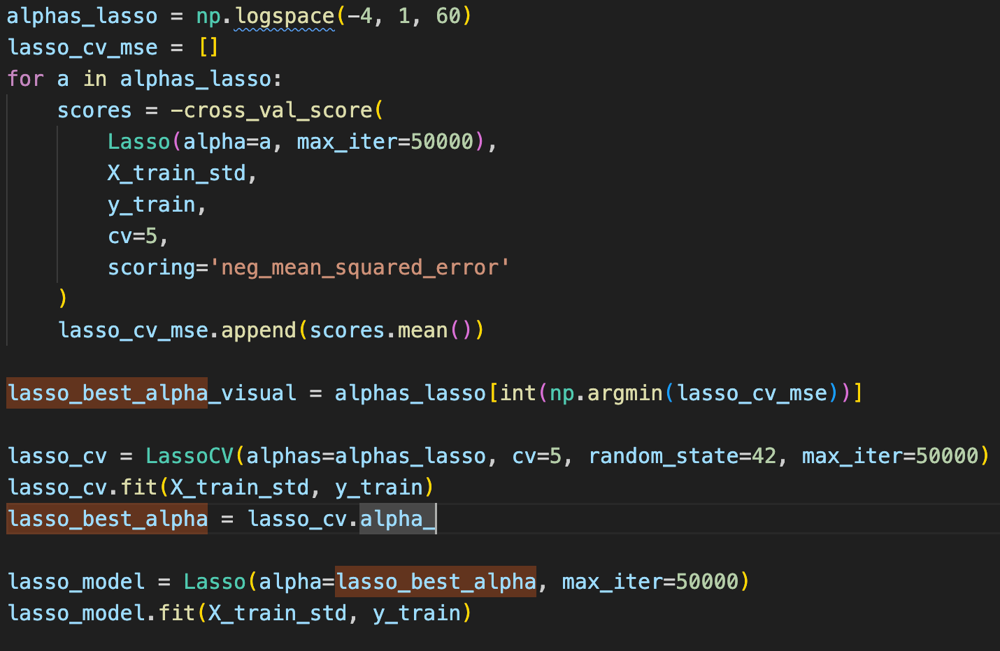 alphas_lasso = np.logspace(-4, 1, 60)
lasso_cv_mse = []
for a in alphas_lasso:
    scores = -cross_val_score(
        Lasso(alpha=a, max_iter=50000),
        X_train_std,
        y_train,
        cv=5,
        scoring='neg_mean_squared_error'
    )
    lasso_cv_mse.append(scores.mean())

lasso_best_alpha_visual = alphas_lasso[int(np.argmin(lasso_cv_mse))]

lasso_cv = LassoCV(alphas=alphas_lasso, cv=5, random_state=42, max_iter=50000)
lasso_cv.fit(X_train_std, y_train)
lasso_best_alpha = lasso_cv.alpha_

lasso_model = Lasso(alpha=lasso_best_alpha, max_iter=50000)
lasso_model.fit(X_train_std, y_train)